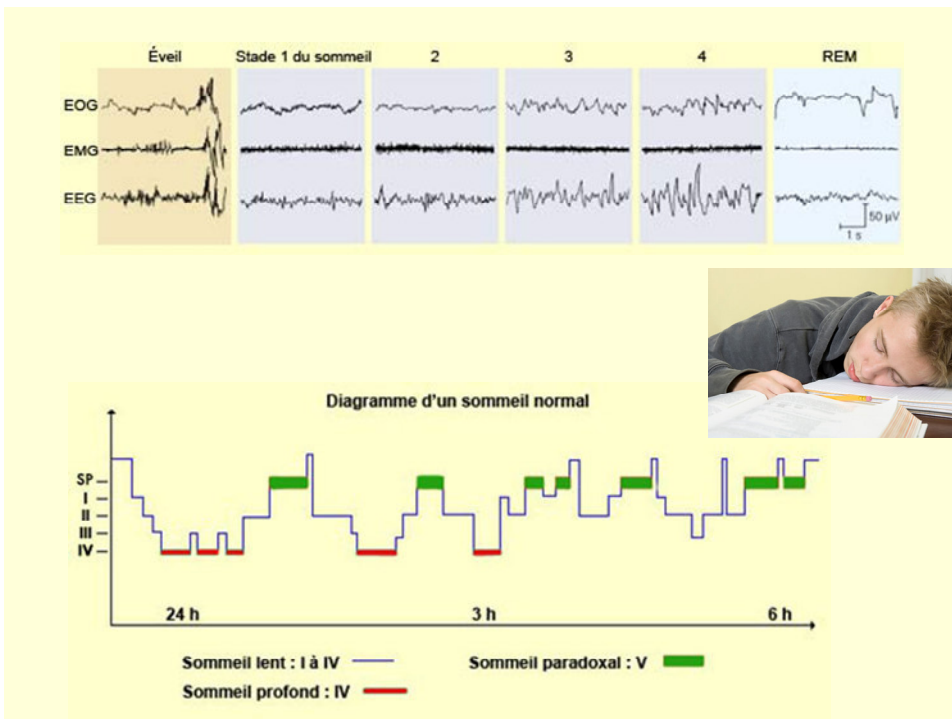 Éveil Stade 1 du sommeil 2 3 4 REM
EOG
EMG
EEG
50 µV
1 s
Diagramme d'un sommeil normal
SP
I
II
III
IV
24 h 3 h 6 h
Sommeil lent : I à IV Sommeil paradoxal : V
Sommeil profond : IV